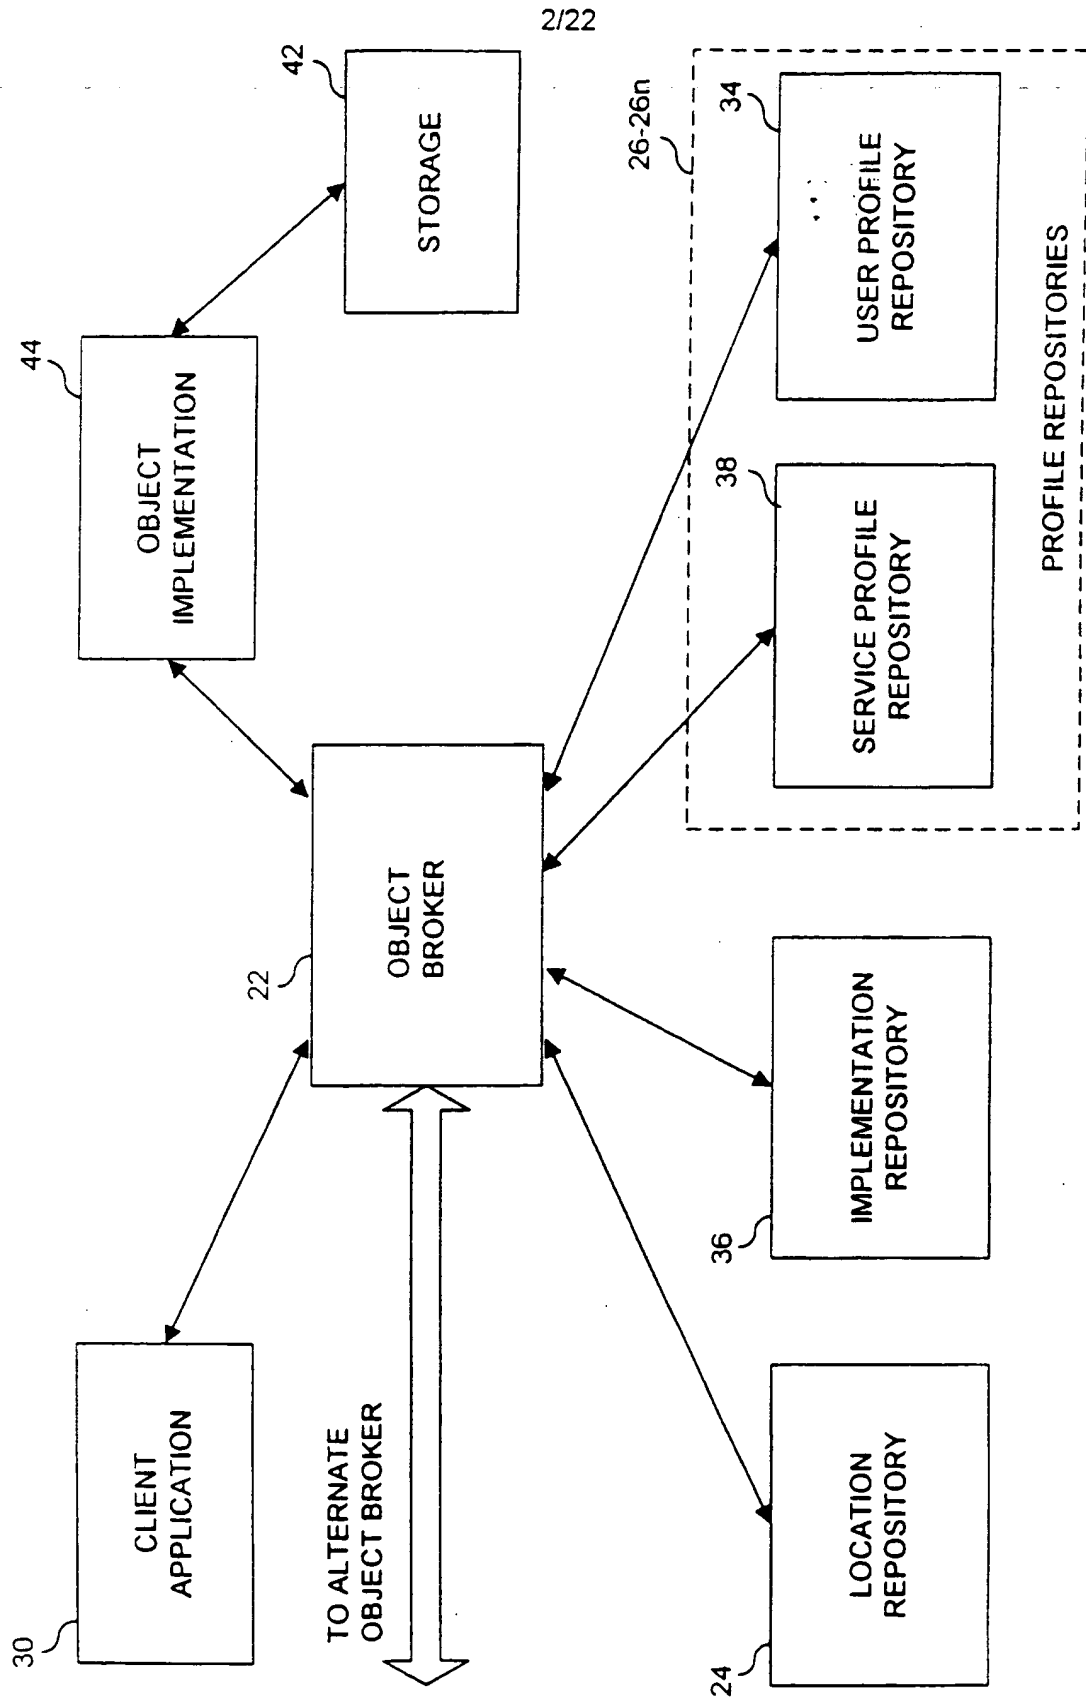 2/22
30
CLIENT
APPLICATION
44
OBJECT
IMPLEMENTATION
42
STORAGE
TO ALTERNATE
OBJECT BROKER
22
OBJECT
BROKER
26-26n
24
LOCATION
REPOSITORY
36
IMPLEMENTATION
REPOSITORY
38
SERVICE PROFILE
REPOSITORY
34
USER PROFILE
REPOSITORY
PROFILE REPOSITORIES